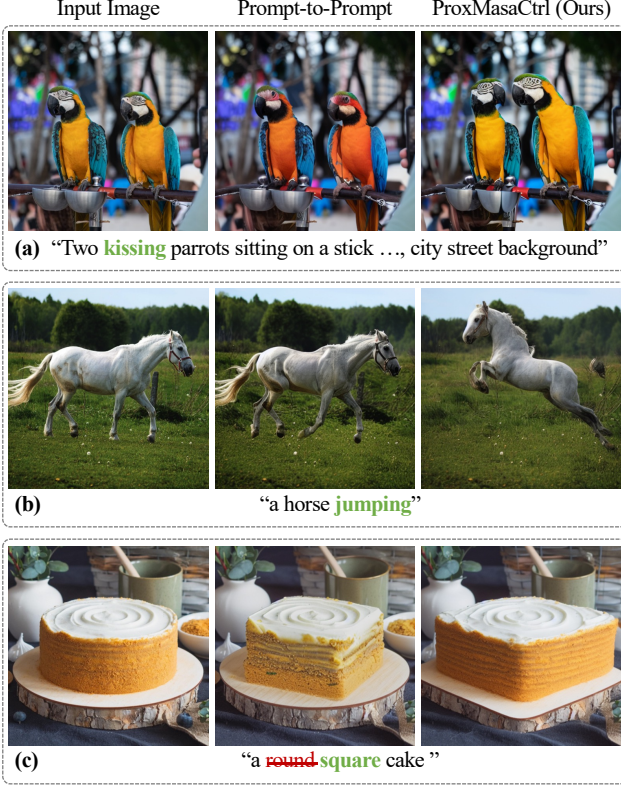 Input Image Prompt-to-Prompt ProxMasaCtrl (Ours)
(a) “Two kissing parrots sitting on a stick …, city street background”
(b) “a horse jumping”
(c) “a round square cake ”